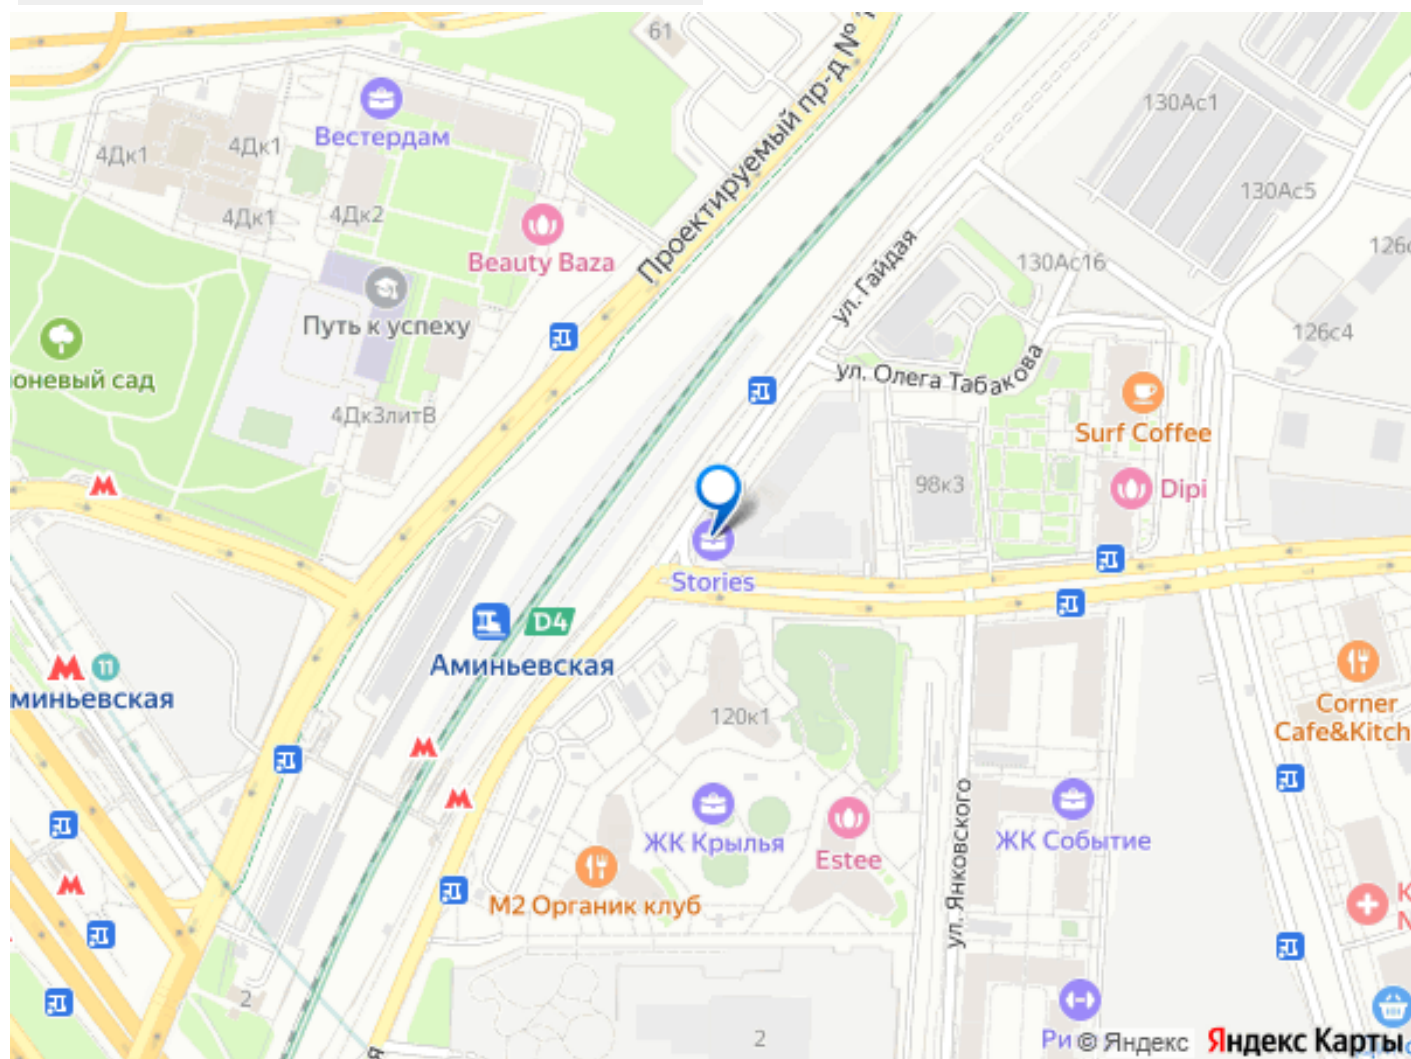 61
Проектируемый пр-д №
130Ас1
Вестердам
4Дк1
4Дк1
4Дк1
4Дк2
130Ас5
Beauty Baza
ул. Гайдая
130Ас16
126с
Путь к успеху
126с4
оневый сад
ул. Олега Табакова
4Дк3литВ
Surf Coffee
98к3
Dipi
Stories
D4
Аминьевская
11
миньевская
120к1
Corner
Cafe&Kitch
ул. Янковского
ЖК Крылья
Estee
ЖК Событие
М2 Органик клуб
К
N
2
2
я
Ри
© Яндекс
Яндекс Карты